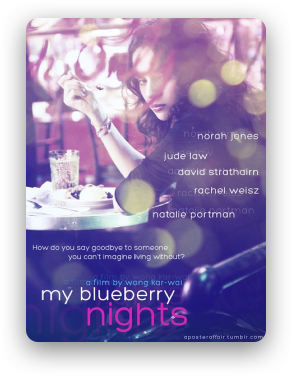 norah jones
jude law
david strathairn
rachel weisz
natalie portman
How do you say goodbye to someone
you can't imagine living without?
a film by wong kar-wai
my blueberry
nights
aposteraffair.tumblr.com